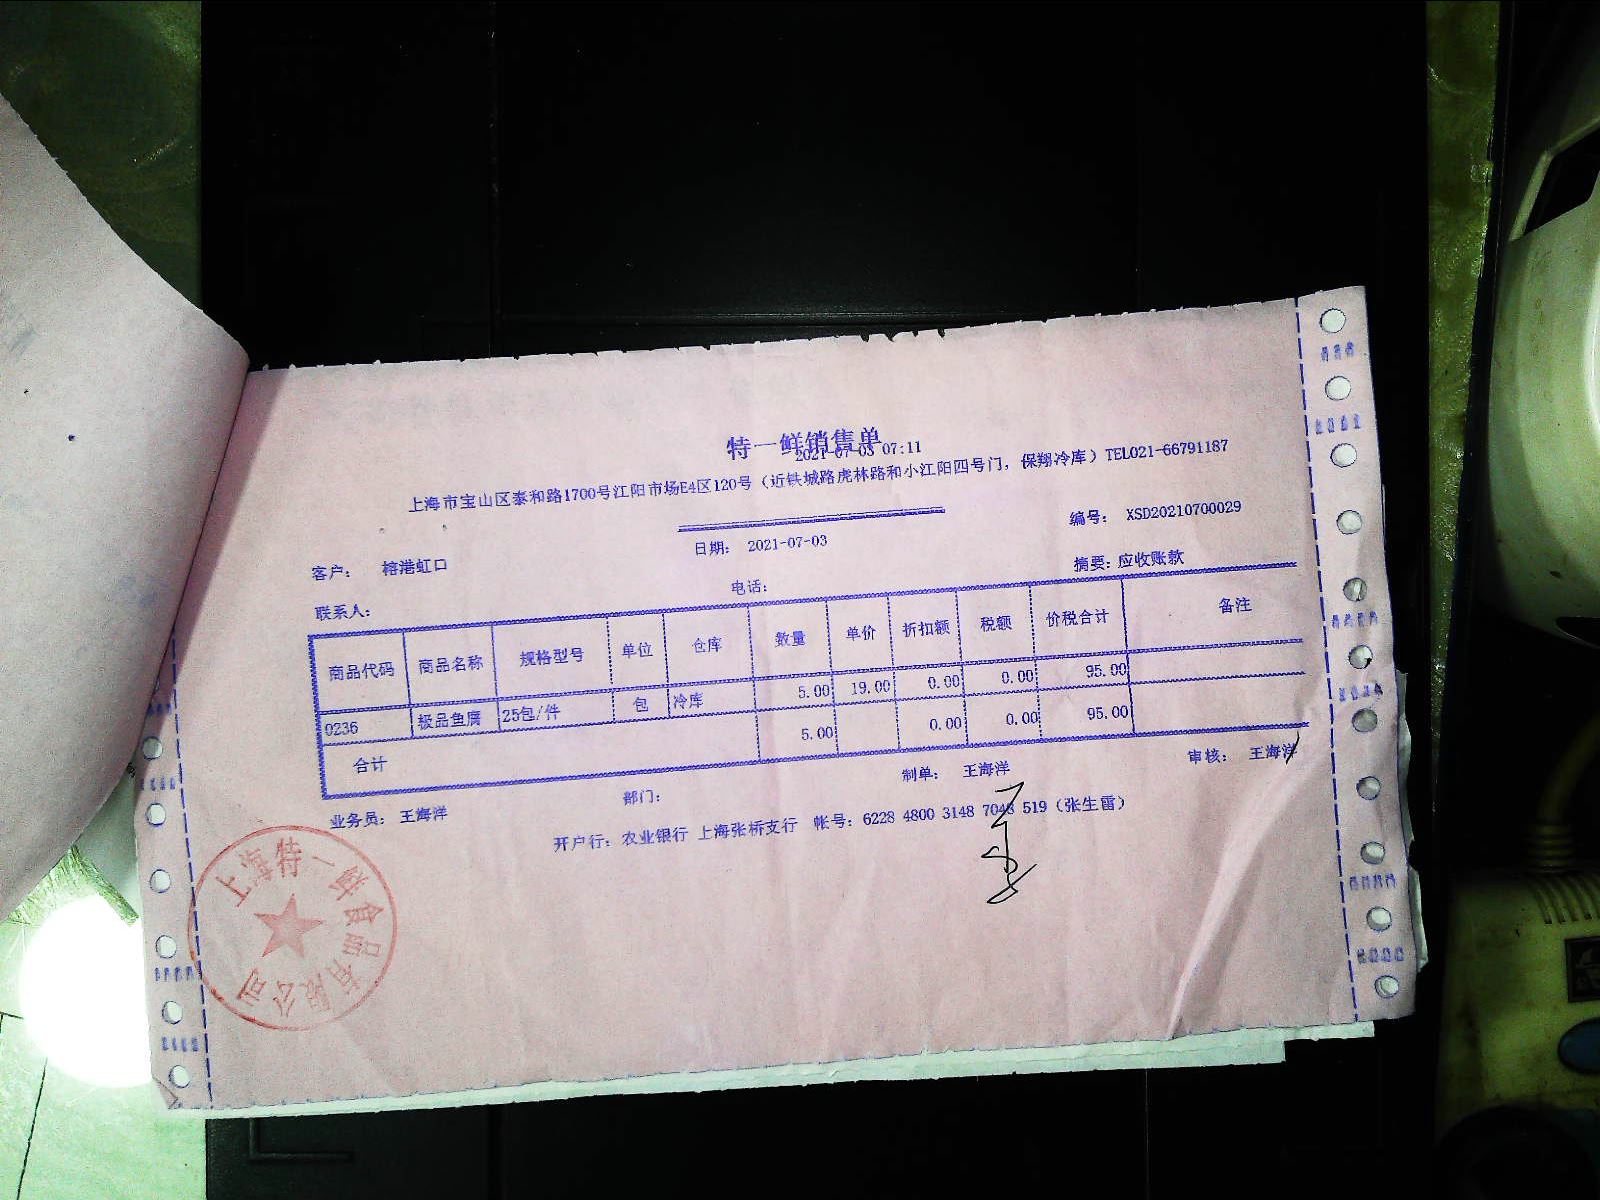 特一鲜销售单
2021-07-03 07:11
上海市宝山区泰和路1700号江阳市场E4区120号（近铁城路虎林路和小江阳四号门，保翔冷库）TEL021-66791187
客户： 榕港虹口 日期： 2021-07-03 编号： XSD20210700029
联系人： 电话： 摘要：应收账款
商品代码 商品名称 规格型号 单位 仓库 数量 单价 折扣额 税额 价税合计 备注
0236 极品鱼腐 25包/件 包 冷库 5.00 19.00 0.00 0.00 95.00
合计 5.00 0.00 0.00 95.00
业务员： 王海洋 部门： 制单： 王海洋 审核： 王海洋
开户行：农业银行 上海张桥支行 帐号：6228 4800 3148 7048 519（张生雷）
上海特一鲜食品有限公司